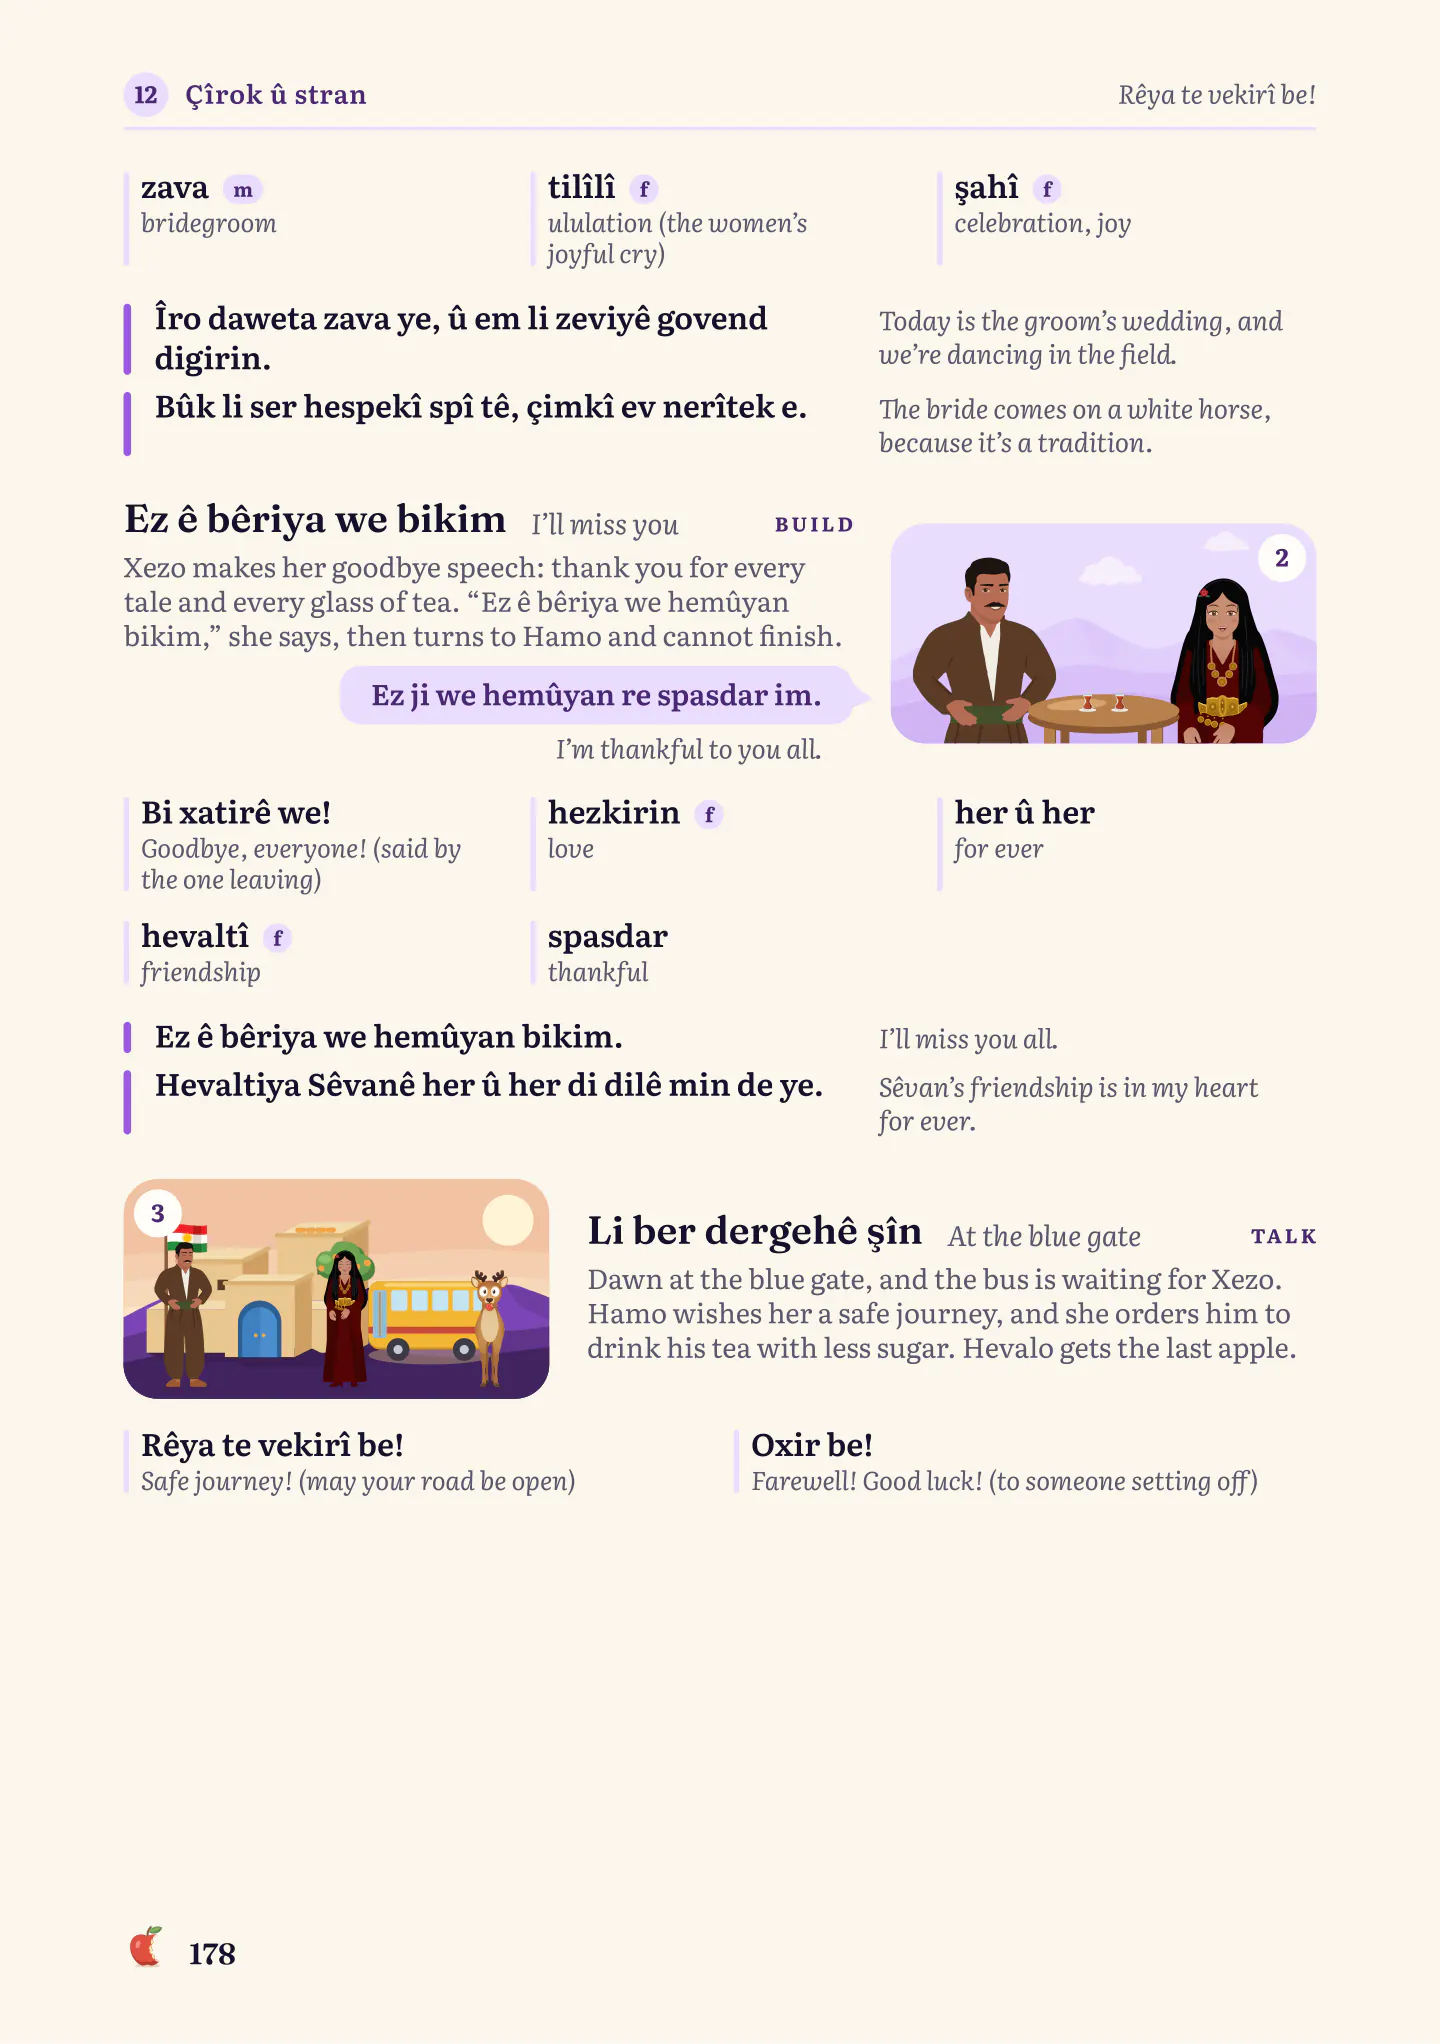 12 Çîrok û stran
Rêya te vekirî be!
zava m
bridegroom
tilîlî f
ululation (the women’s
joyful cry)
şahî f
celebration, joy
Îro daweta zava ye, û em li zeviyê govend
digirin.
Today is the groom’s wedding, and
we’re dancing in the field.
Bûk li ser hespekî spî tê, çimkî ev nerîtek e.
The bride comes on a white horse,
because it’s a tradition.
Ez ê bêriya we bikim I’ll miss you BUILD
Xezo makes her goodbye speech: thank you for every
tale and every glass of tea. “Ez ê bêriya we hemûyan
bikim,” she says, then turns to Hamo and cannot finish.
Ez ji we hemûyan re spasdar im.
I’m thankful to you all.
2
Bi xatirê we!
Goodbye, everyone! (said by
the one leaving)
hezkirin f
love
her û her
for ever
hevaltî f
friendship
spasdar
thankful
Ez ê bêriya we hemûyan bikim.
I’ll miss you all.
Hevaltiya Sêvanê her û her di dilê min de ye.
Sêvan’s friendship is in my heart
for ever.
3
Li ber dergehê şîn At the blue gate TALK
Dawn at the blue gate, and the bus is waiting for Xezo.
Hamo wishes her a safe journey, and she orders him to
drink his tea with less sugar. Hevalo gets the last apple.
Rêya te vekirî be!
Safe journey! (may your road be open)
Oxir be!
Farewell! Good luck! (to someone setting off)
178